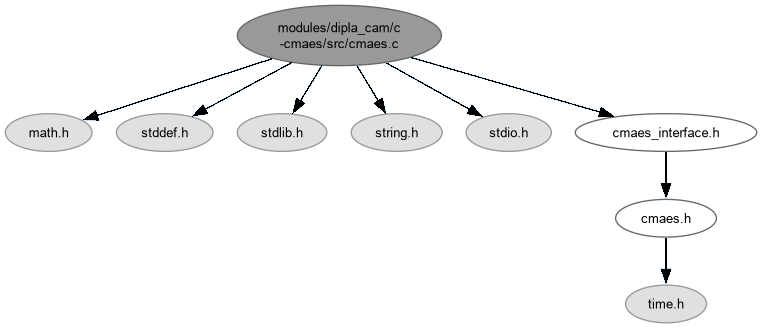 modules/dipla_cam/c
-cmaes/src/cmaes.c
math.h
stddef.h
stdlib.h
string.h
stdio.h
cmaes_interface.h
cmaes.h
time.h